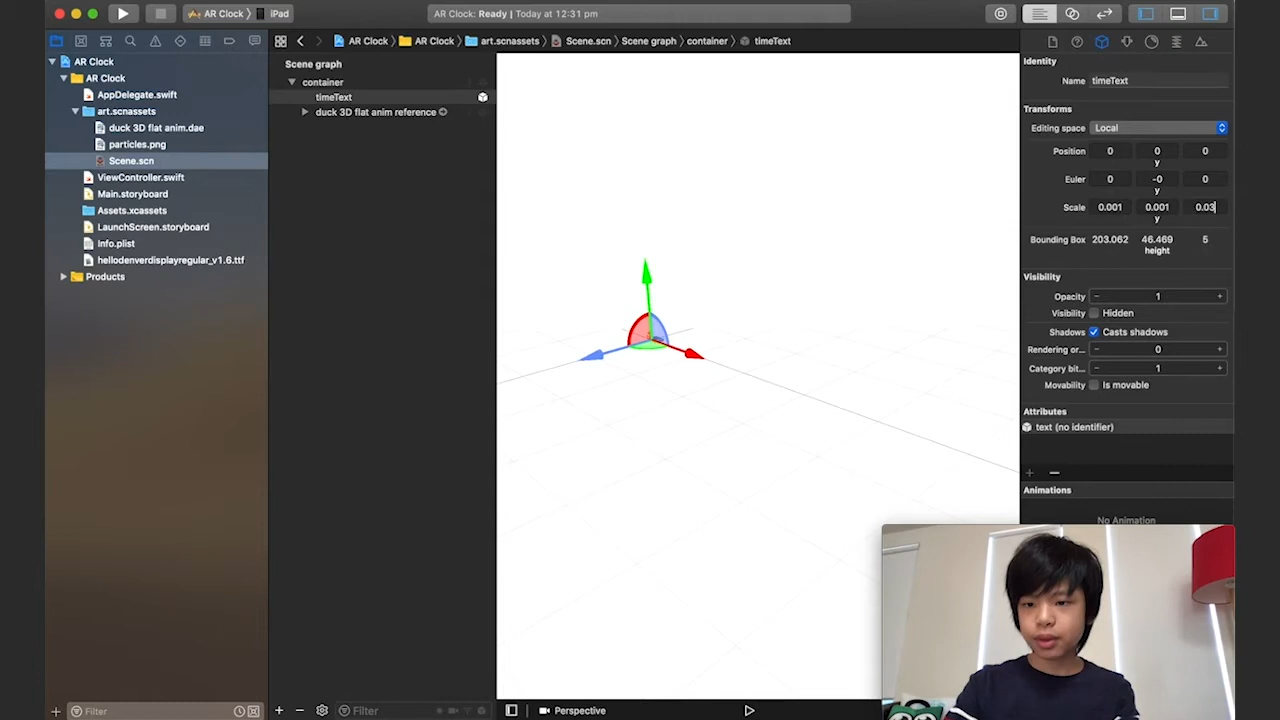 AR Clock
iPad
AR Clock: Ready | Today at 12:31 pm
AR Clock
AR Clock
art.scnassets
Scene.scn
Scene graph
container
timeText
AR Clock
AR Clock
AppDelegate.swift
art.scnassets
duck 3D flat anim.dae
particles.png
Scene.scn
ViewController.swift
Main.storyboard
Assets.xcassets
LaunchScreen.storyboard
Info.plist
hellodenverdisplayregular_v1.6.ttf
Products
Filter
Scene graph
container
timeText
duck 3D flat anim reference
Filter
Perspective
Identity
Name timeText
Transforms
Editing space Local
Position 0 0 0
y
Euler 0 -0 0
y
Scale 0.001 0.001 0.03
y
Bounding Box 203.062 46.469 5
height
Visibility
Opacity 1
Visibility Hidden
Shadows Casts shadows
Rendering or... 0
Category bit... 1
Movability Is movable
Attributes
text (no identifier)
Animations
No Animation